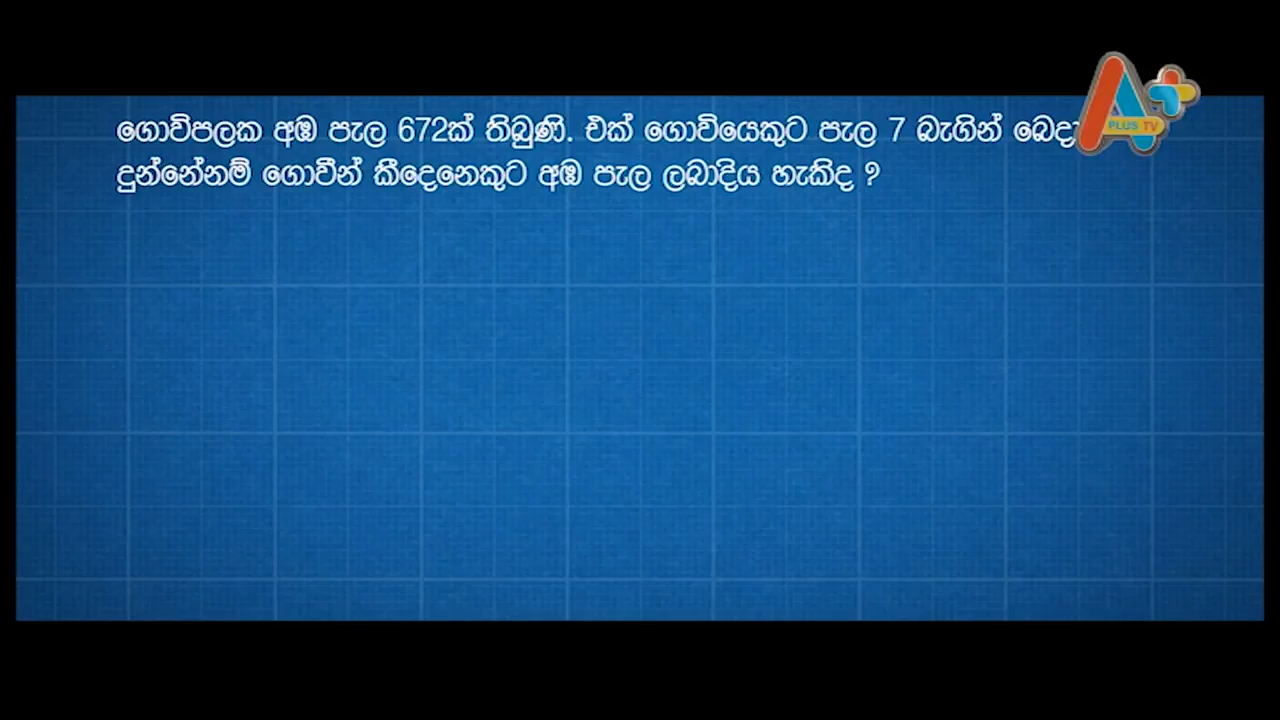 ගොවිපලක අඹ පැල 672ක් තිබුණි. එක් ගොවියෙකුට පැල 7 බැගින් බෙදා
දුන්නේනම් ගොවීන් කීදෙනෙකුට අඹ පැල ලබාදිය හැකිද ?
A+
PLUS TV